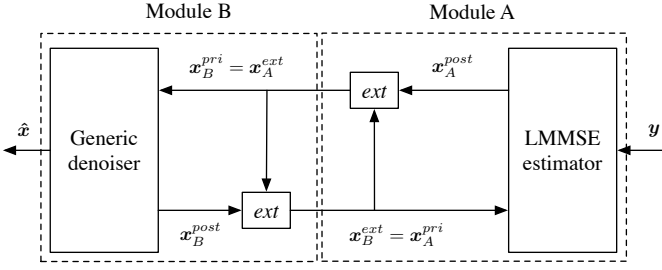 Module B
Module A
x_B^{pri} = x_A^{ext}
x_A^{post}
ext
x̂
Generic
denoiser
LMMSE
estimator
y
ext
x_B^{post}
x_B^{ext} = x_A^{pri}